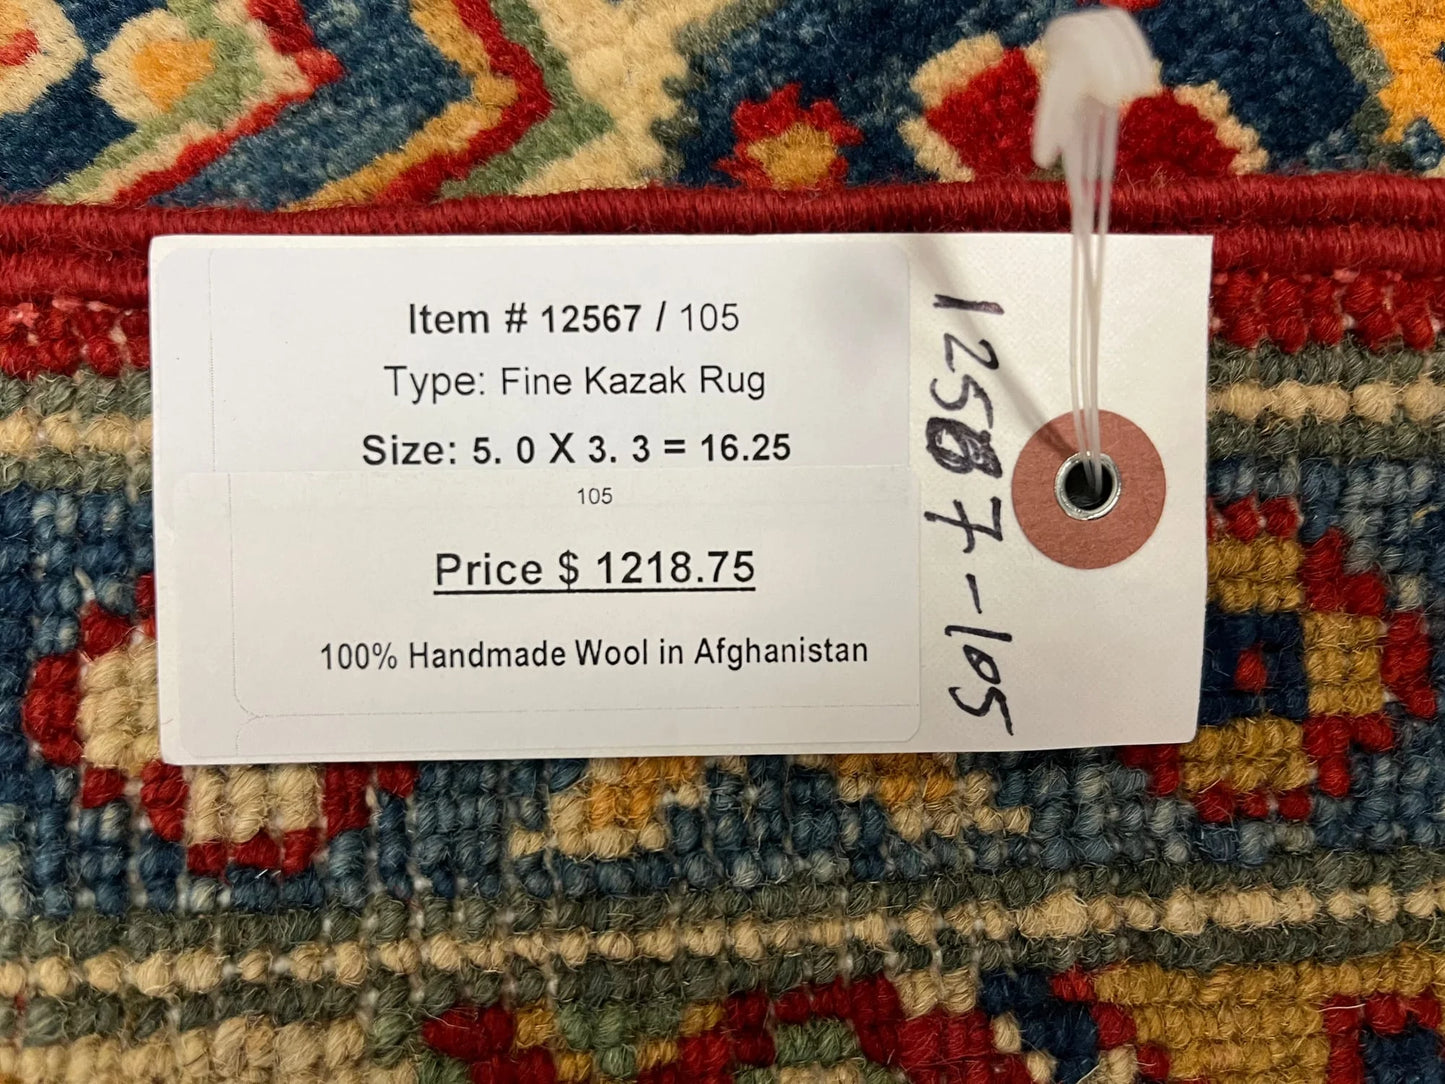 Item # 12567 / 105
Type: Fine Kazak Rug
Size: 5. 0 X 3. 3 = 16.25
105
Price $ 1218.75
100% Handmade Wool in Afghanistan
12567-105